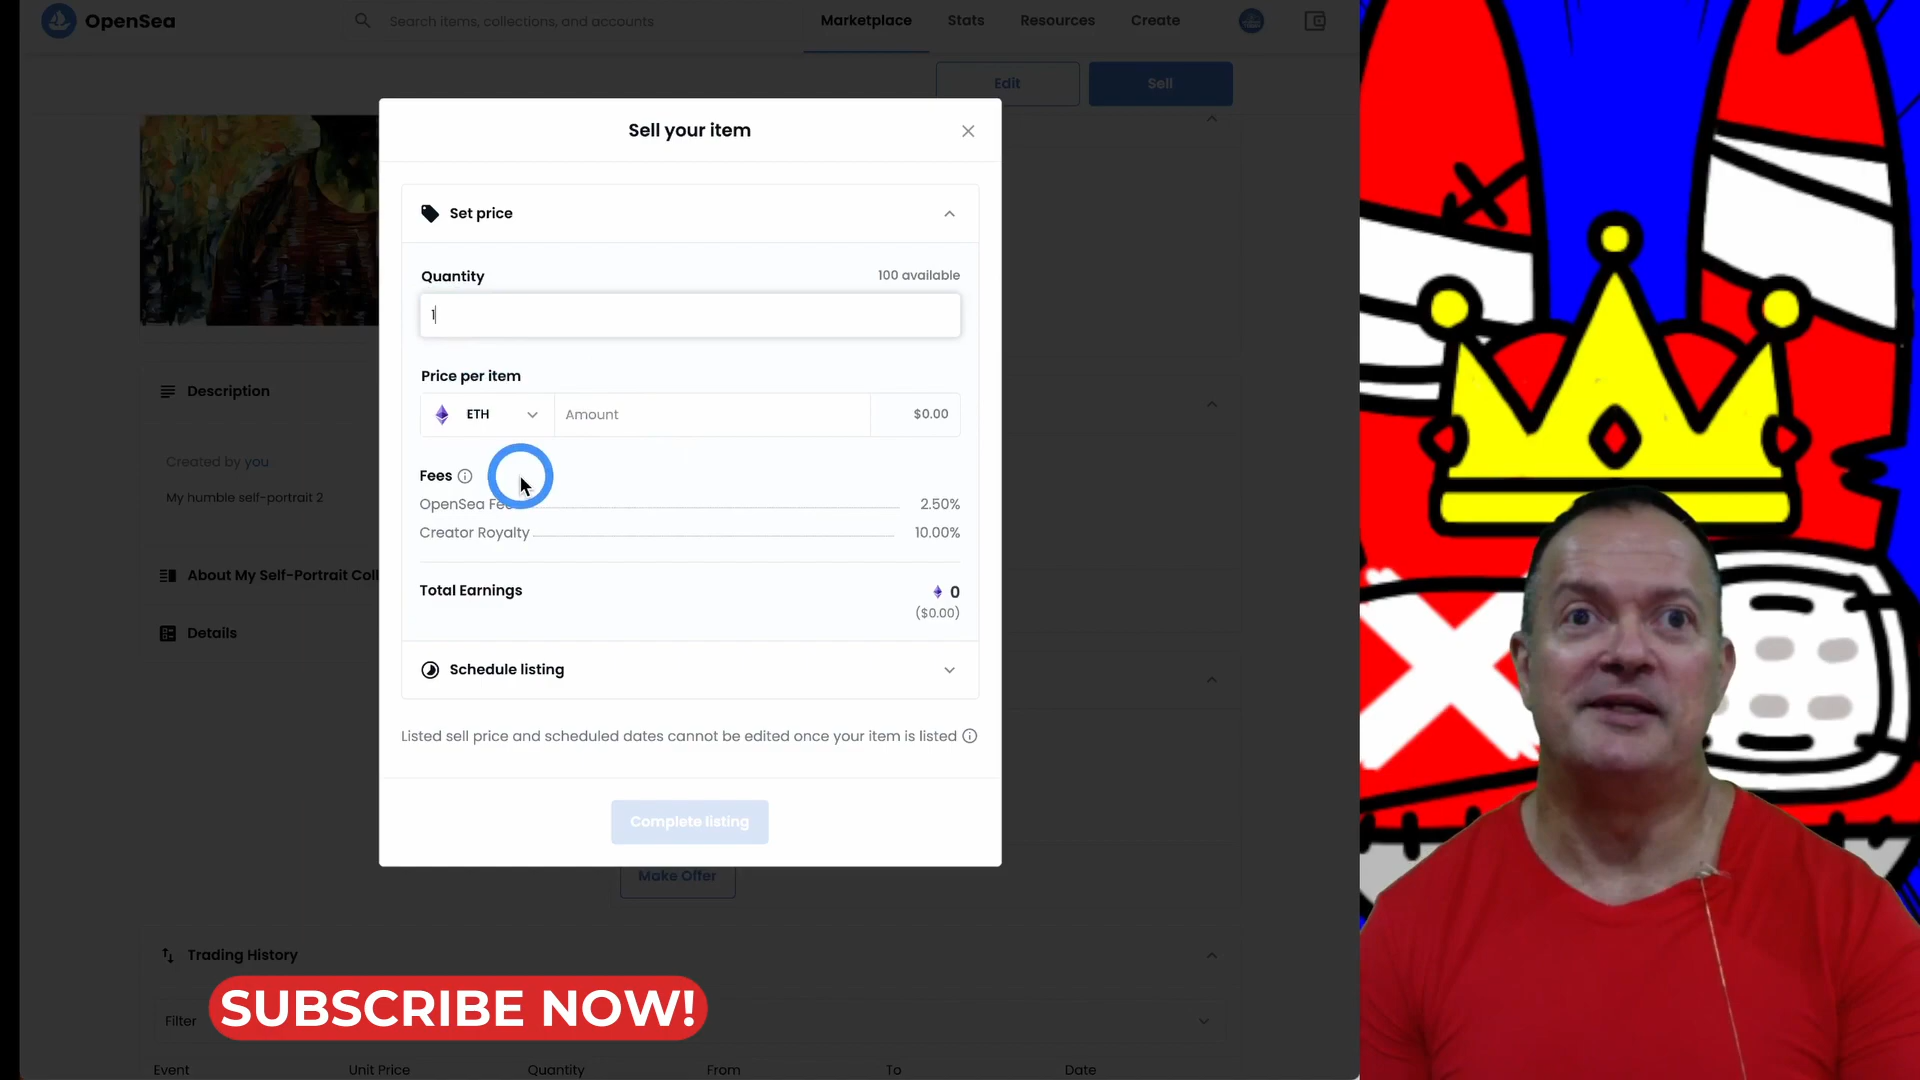 OpenSea
Search items, collections, and accounts
Marketplace
Stats
Resources
Create
Edit
Sell
Sell your item
Set price
Quantity
100 available
1
Price per item
ETH
Amount
$0.00
Fees
OpenSea Fe
2.50%
Creator Royalty
10.00%
Total Earnings
0
($0.00)
Schedule listing
Listed sell price and scheduled dates cannot be edited once your item is listed
Complete listing
Description
Created by you
My humble self-portrait 2
About My Self-Portrait Coll
Details
Make Offer
Trading History
SUBSCRIBE NOW!
Filter
Event
Unit Price
Quantity
From
To
Date